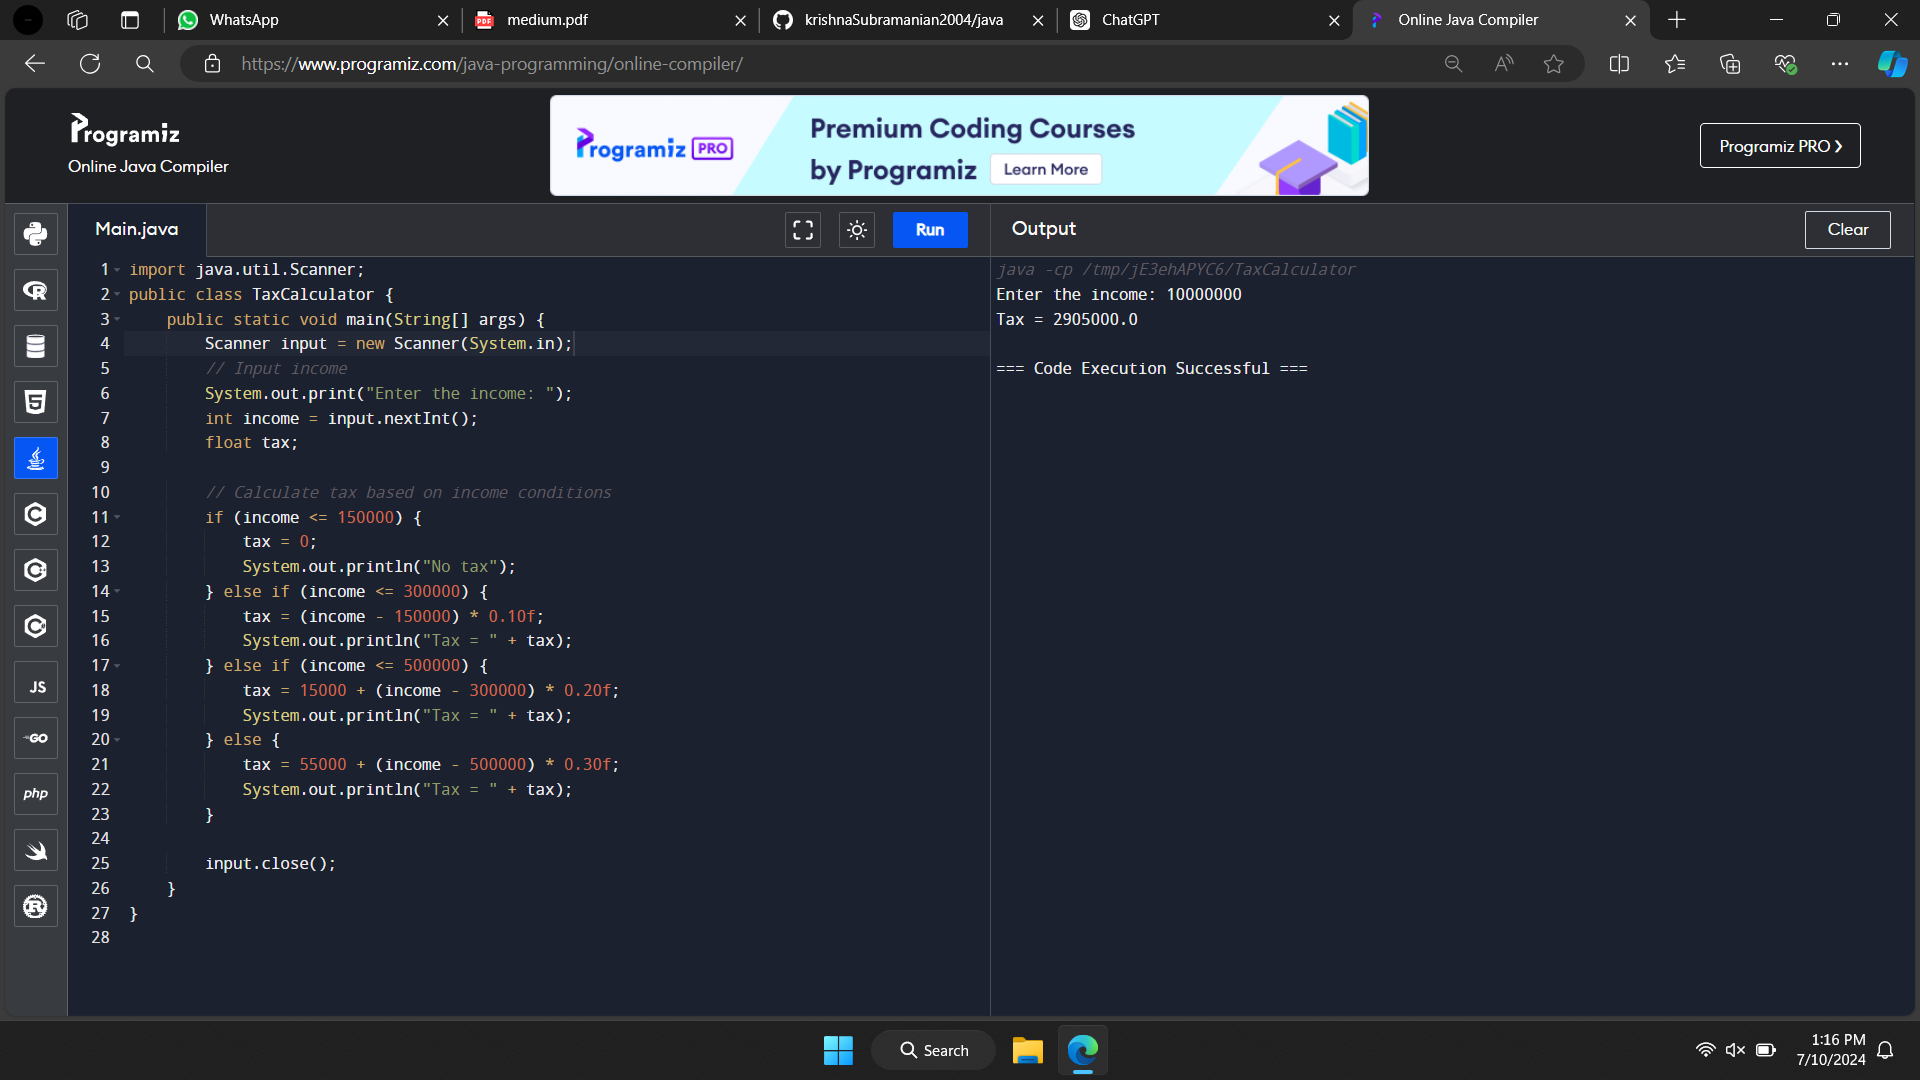 WhatsApp
medium.pdf
krishnaSubramanian2004/java
ChatGPT
Online Java Compiler
https://www.programiz.com/java-programming/online-compiler/
Programiz
Online Java Compiler
Programiz PRO
Premium Coding Courses
by Programiz
Learn More
Programiz PRO
Main.java
Run
Output
Clear
1 import java.util.Scanner;
2 public class TaxCalculator {
3     public static void main(String[] args) {
4         Scanner input = new Scanner(System.in);
5         // Input income
6         System.out.print("Enter the income: ");
7         int income = input.nextInt();
8         float tax;
9
10         // Calculate tax based on income conditions
11         if (income <= 150000) {
12             tax = 0;
13             System.out.println("No tax");
14         } else if (income <= 300000) {
15             tax = (income - 150000) * 0.10f;
16             System.out.println("Tax = " + tax);
17         } else if (income <= 500000) {
18             tax = 15000 + (income - 300000) * 0.20f;
19             System.out.println("Tax = " + tax);
20         } else {
21             tax = 55000 + (income - 500000) * 0.30f;
22             System.out.println("Tax = " + tax);
23         }
24
25         input.close();
26     }
27 }
28
java -cp /tmp/jE3ehAPYC6/TaxCalculator
Enter the income: 10000000
Tax = 2905000.0
=== Code Execution Successful ===
JS
GO
php
Search
1:16 PM
7/10/2024